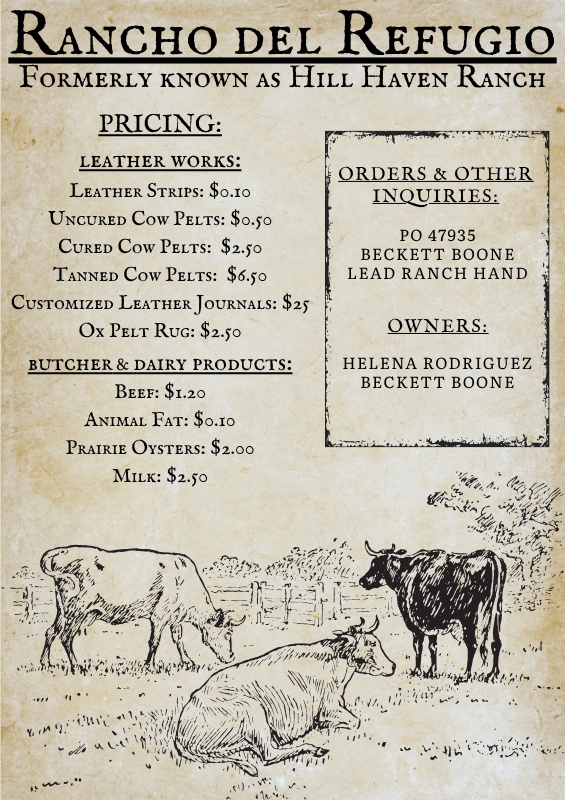 Rancho del Refugio
Formerly known as Hill Haven Ranch
PRICING:
LEATHER WORKS:
Leather Strips: $0.10
Uncured Cow Pelts: $0.50
Cured Cow Pelts: $2.50
Tanned Cow Pelts: $6.50
Customized Leather Journals: $25
Ox Pelt Rug: $2.50
BUTCHER & DAIRY PRODUCTS:
Beef: $1.20
Animal Fat: $0.10
Prairie Oysters: $2.00
Milk: $2.50
ORDERS & OTHER
INQUIRIES:
PO 47935
BECKETT BOONE
LEAD RANCH HAND
OWNERS:
HELENA RODRIGUEZ
BECKETT BOONE